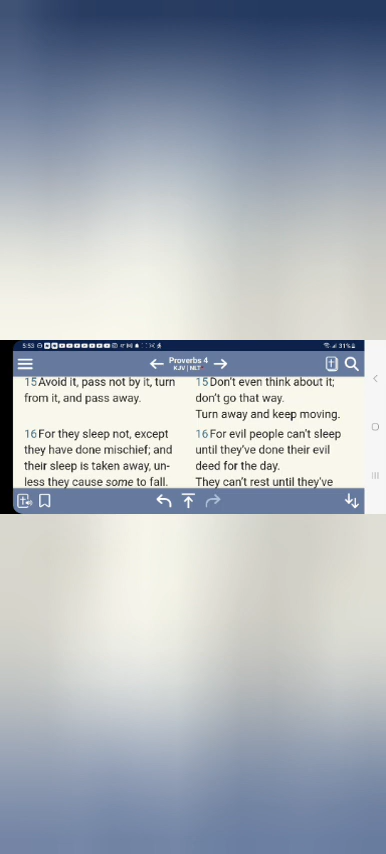 5:53
31%
Proverbs 4
KJV | NLT
15 Avoid it, pass not by it, turn
from it, and pass away.
16 For they sleep not, except
they have done mischief; and
their sleep is taken away, un-
less they cause some to fall.
15 Don't even think about it;
don't go that way.
Turn away and keep moving.
16 For evil people can't sleep
until they've done their evil
deed for the day.
They can't rest until they've